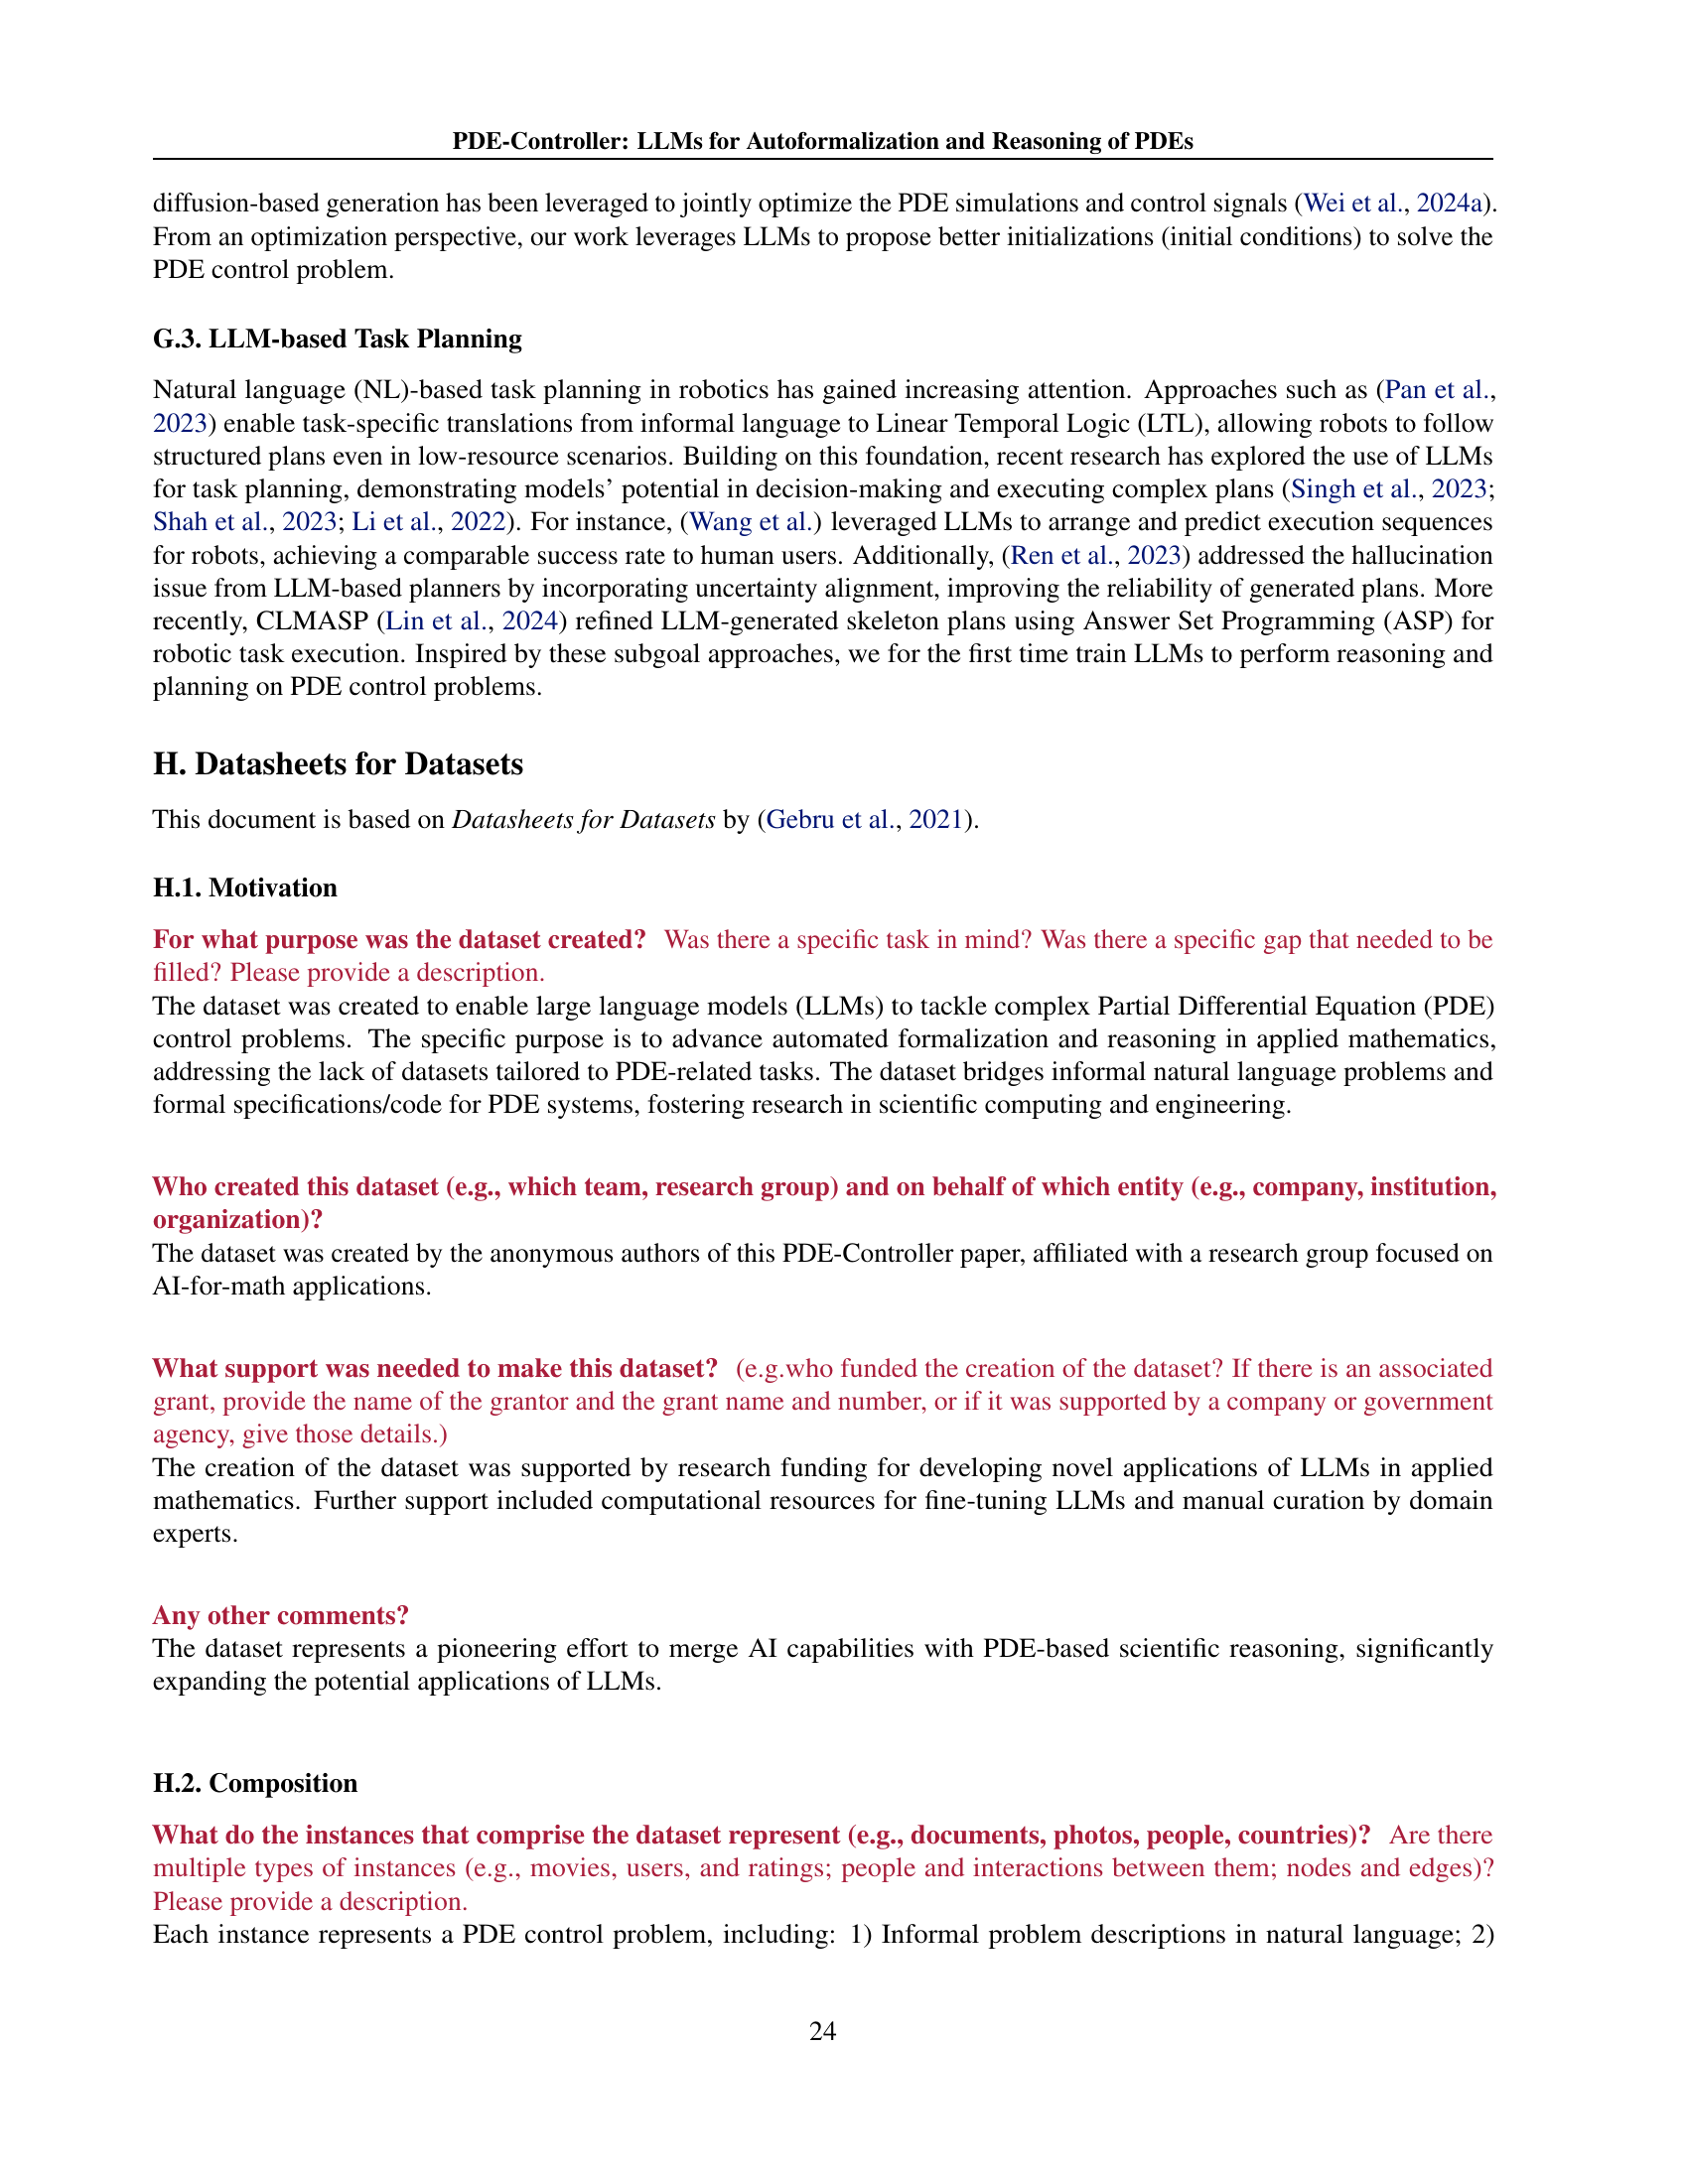 PDE-Controller: LLMs for Autoformalization and Reasoning of PDEs
diffusion-based generation has been leveraged to jointly optimize the PDE simulations and control signals (Wei et al., 2024a).
From an optimization perspective, our work leverages LLMs to propose better initializations (initial conditions) to solve the
PDE control problem.
G.3. LLM-based Task Planning
Natural language (NL)-based task planning in robotics has gained increasing attention. Approaches such as (Pan et al.,
2023) enable task-specific translations from informal language to Linear Temporal Logic (LTL), allowing robots to follow
structured plans even in low-resource scenarios. Building on this foundation, recent research has explored the use of LLMs
for task planning, demonstrating models’ potential in decision-making and executing complex plans (Singh et al., 2023;
Shah et al., 2023; Li et al., 2022). For instance, (Wang et al.) leveraged LLMs to arrange and predict execution sequences
for robots, achieving a comparable success rate to human users. Additionally, (Ren et al., 2023) addressed the hallucination
issue from LLM-based planners by incorporating uncertainty alignment, improving the reliability of generated plans. More
recently, CLMASP (Lin et al., 2024) refined LLM-generated skeleton plans using Answer Set Programming (ASP) for
robotic task execution. Inspired by these subgoal approaches, we for the first time train LLMs to perform reasoning and
planning on PDE control problems.
H. Datasheets for Datasets
This document is based on Datasheets for Datasets by (Gebru et al., 2021).
H.1. Motivation
For what purpose was the dataset created? Was there a specific task in mind? Was there a specific gap that needed to be
filled? Please provide a description.
The dataset was created to enable large language models (LLMs) to tackle complex Partial Differential Equation (PDE)
control problems. The specific purpose is to advance automated formalization and reasoning in applied mathematics,
addressing the lack of datasets tailored to PDE-related tasks. The dataset bridges informal natural language problems and
formal specifications/code for PDE systems, fostering research in scientific computing and engineering.
Who created this dataset (e.g., which team, research group) and on behalf of which entity (e.g., company, institution,
organization)?
The dataset was created by the anonymous authors of this PDE-Controller paper, affiliated with a research group focused on
AI-for-math applications.
What support was needed to make this dataset? (e.g.who funded the creation of the dataset? If there is an associated
grant, provide the name of the grantor and the grant name and number, or if it was supported by a company or government
agency, give those details.)
The creation of the dataset was supported by research funding for developing novel applications of LLMs in applied
mathematics. Further support included computational resources for fine-tuning LLMs and manual curation by domain
experts.
Any other comments?
The dataset represents a pioneering effort to merge AI capabilities with PDE-based scientific reasoning, significantly
expanding the potential applications of LLMs.
H.2. Composition
What do the instances that comprise the dataset represent (e.g., documents, photos, people, countries)? Are there
multiple types of instances (e.g., movies, users, and ratings; people and interactions between them; nodes and edges)?
Please provide a description.
Each instance represents a PDE control problem, including: 1) Informal problem descriptions in natural language; 2)
24